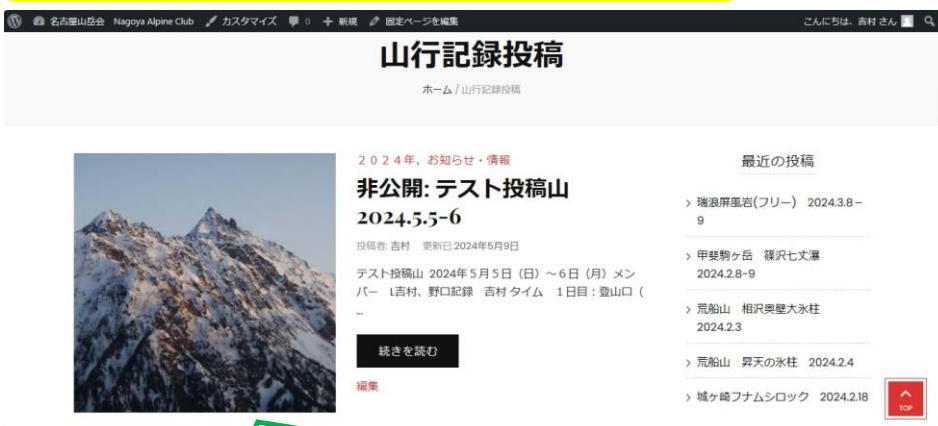 名古屋山岳会 Nagoya Alpine Club カスタマイズ 0 新規 固定ページを編集 こんにちは、吉村 さん
山行記録投稿
ホーム / 山行記録投稿
２０２４年、お知らせ・情報
非公開: テスト投稿山
2024.5.5-6
投稿者: 吉村 更新日:2024年5月9日
テスト投稿山 2024年５月５日（日）～６日（月）メン
バー L吉村、野口記録 吉村 タイム １日目：登山口（
...
続きを読む
編集
最近の投稿
瑞浪屏風岩(フリー) 2024.3.8–
9
甲斐駒ヶ岳 篠沢七丈瀑
2024.2.8-9
荒船山 相沢奥壁大氷柱
2024.2.3
荒船山 昇天の氷柱 2024.2.4
城ヶ崎フナムシロック 2024.2.18
TOP